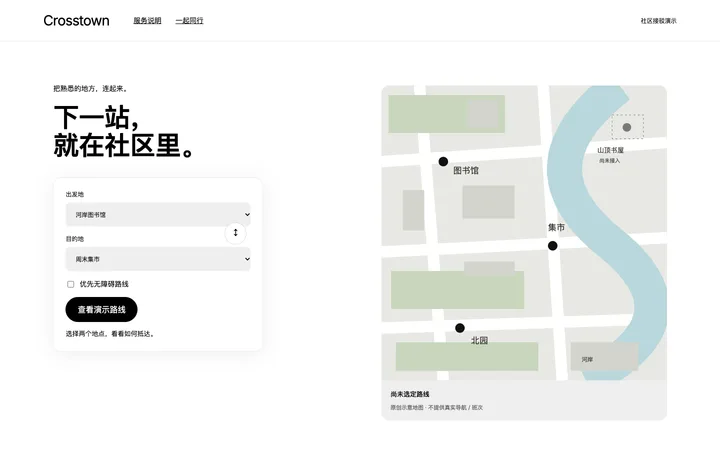 Crosstown
服务说明
一起同行
社区接驳演示
把熟悉的地方，连起来。
下一站，
就在社区里。
出发地
河岸图书馆
目的地
周末集市
优先无障碍路线
查看演示路线
选择两个地点，看看如何抵达。
山顶书屋
尚未接入
图书馆
集市
北园
河岸
尚未选定路线
原创示意地图 · 不提供真实导航 / 班次